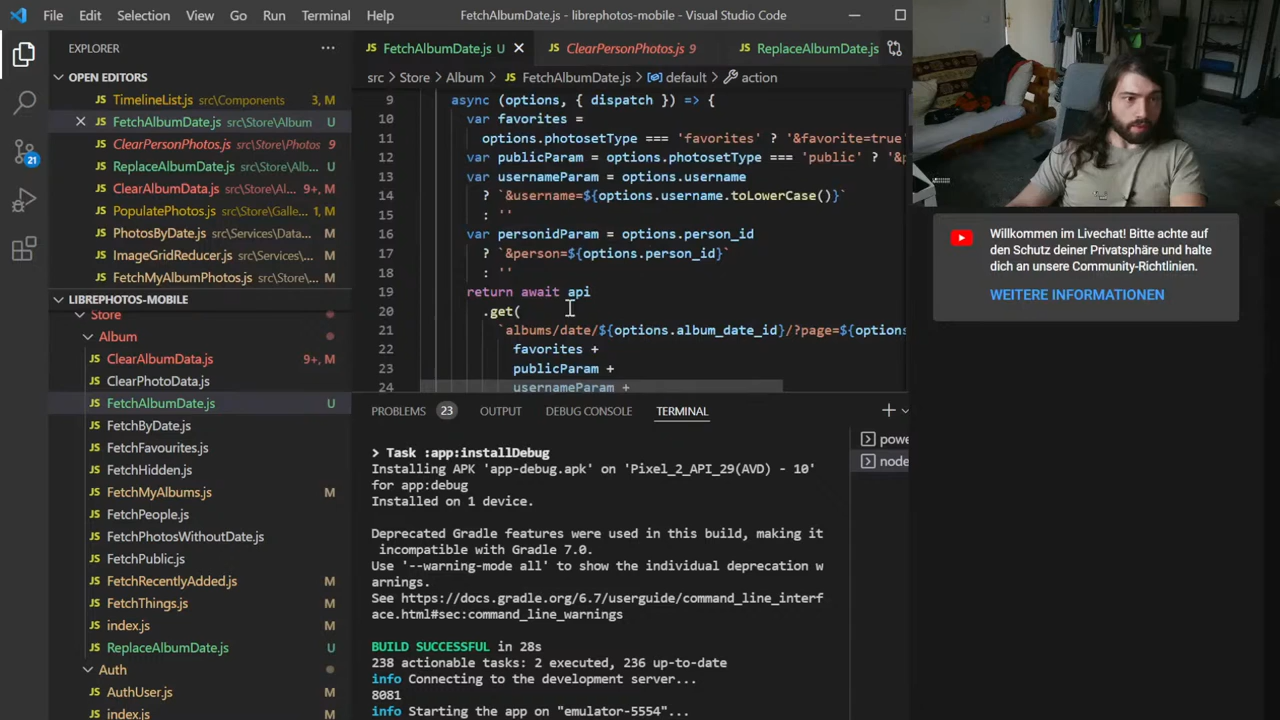 File Edit Selection View Go Run Terminal Help
FetchAlbumDate.js - librephotos-mobile - Visual Studio Code
EXPLORER
OPEN EDITORS
TimelineList.js src\Components 3, M
FetchAlbumDate.js src\Store\Album U
ClearPersonPhotos.js src\Store\Photos 9
ReplaceAlbumDate.js src\Store\Album U
ClearAlbumData.js src\Store\Al... 9+, M
PopulatePhotos.js src\Store\Galle... 1, M
PhotosByDate.js src\Services\Data... M
ImageGridReducer.js src\Services... M
FetchMyAlbumPhotos.js src\Ser... M
21
LIBREPHOTOS-MOBILE
Store
Album
ClearAlbumData.js 9+, M
ClearPhotoData.js
FetchAlbumDate.js U
FetchByDate.js
FetchFavourites.js
FetchHidden.js
FetchMyAlbums.js M
FetchPeople.js
FetchPhotosWithoutDate.js
FetchPublic.js
FetchRecentlyAdded.js M
FetchThings.js M
index.js M
ReplaceAlbumDate.js U
Auth
AuthUser.js M
index.js M
FetchAlbumDate.js U ClearPersonPhotos.js 9 ReplaceAlbumDate.js
src > Store > Album > FetchAlbumDate.js > default > action
9 async (options, { dispatch }) => {
10 var favorites =
11 options.photosetType === 'favorites' ? '&favorite=true'
12 var publicParam = options.photosetType === 'public' ? '&p
13 var usernameParam = options.username
14 ? `&username=${options.username.toLowerCase()}`
15 : ''
16 var personidParam = options.person_id
17 ? `&person=${options.person_id}`
18 : ''
19 return await api
20 .get(
21 `albums/date/${options.album_date_id}/?page=${options
22 favorites +
23 publicParam +
24 usernameParam +
PROBLEMS 23 OUTPUT DEBUG CONSOLE TERMINAL
powe
node
> Task :app:installDebug
Installing APK 'app-debug.apk' on 'Pixel_2_API_29(AVD) - 10'
for app:debug
Installed on 1 device.
Deprecated Gradle features were used in this build, making it
incompatible with Gradle 7.0.
Use '--warning-mode all' to show the individual deprecation w
arnings.
See https://docs.gradle.org/6.7/userguide/command_line_interf
ace.html#sec:command_line_warnings
BUILD SUCCESSFUL in 28s
238 actionable tasks: 2 executed, 236 up-to-date
info Connecting to the development server...
8081
info Starting the app on "emulator-5554"...
Willkommen im Livechat! Bitte achte auf
den Schutz deiner Privatsphäre und halte
dich an unsere Community-Richtlinien.
WEITERE INFORMATIONEN